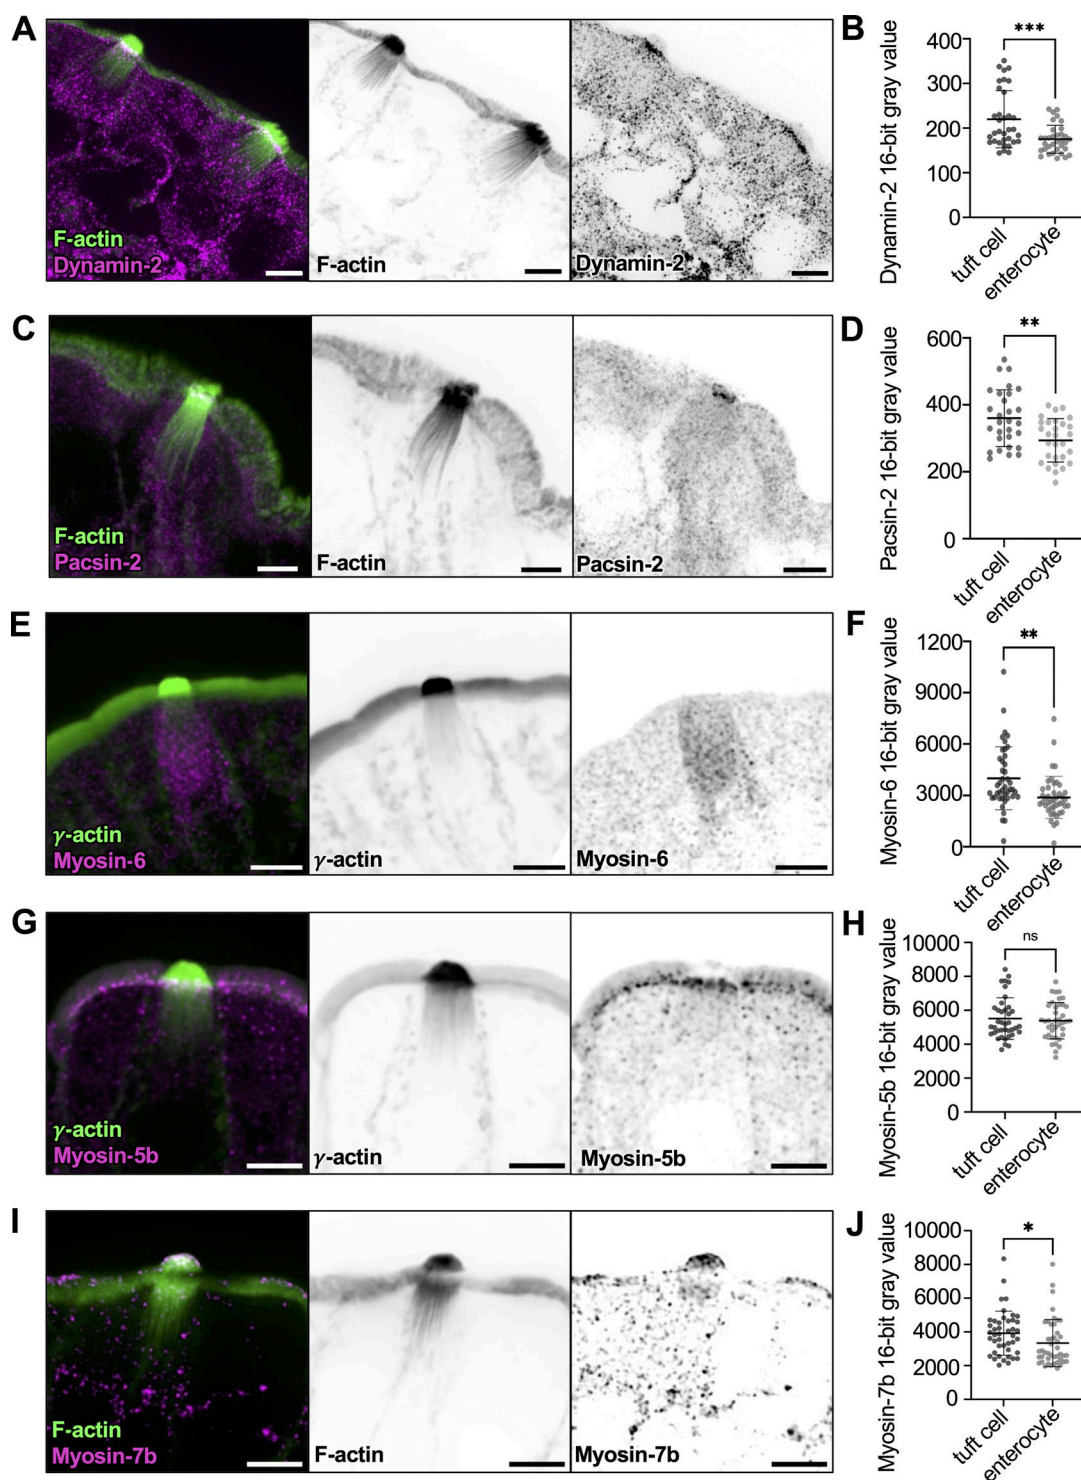 A
F-actin
Dynamin-2
F-actin
Dynamin-2
B
***
Dynamin-2 16-bit gray value
400
300
200
100
0
tuft cell
enterocyte
C
F-actin
Pacsin-2
F-actin
Pacsin-2
D
**
Pacsin-2 16-bit gray value
600
400
200
0
tuft cell
enterocyte
E
γ-actin
Myosin-6
γ-actin
Myosin-6
F
**
Myosin-6 16-bit gray value
1200
9000
6000
3000
0
tuft cell
enterocyte
G
γ-actin
Myosin-5b
γ-actin
Myosin-5b
H
ns
Myosin-5b 16-bit gray value
10000
8000
6000
4000
2000
0
tuft cell
enterocyte
I
F-actin
Myosin-7b
F-actin
Myosin-7b
J
*
Myosin-7b 16-bit gray value
10000
8000
6000
4000
2000
0
tuft cell
enterocyte